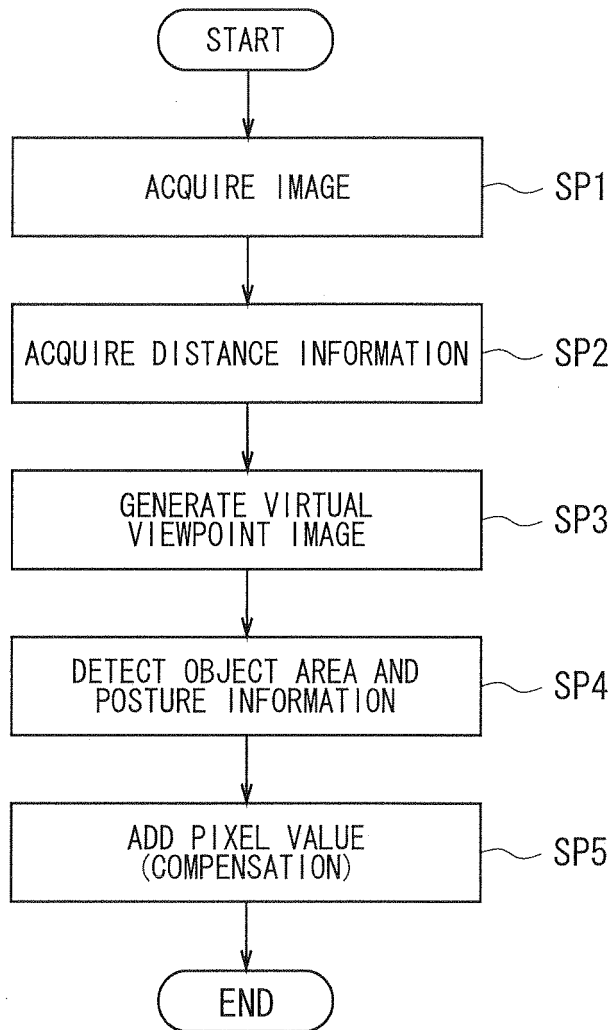 START
ACQUIRE IMAGE
SP1
ACQUIRE DISTANCE INFORMATION
SP2
GENERATE VIRTUAL
VIEWPOINT IMAGE
SP3
DETECT OBJECT AREA AND
POSTURE INFORMATION
SP4
ADD PIXEL VALUE
(COMPENSATION)
SP5
END